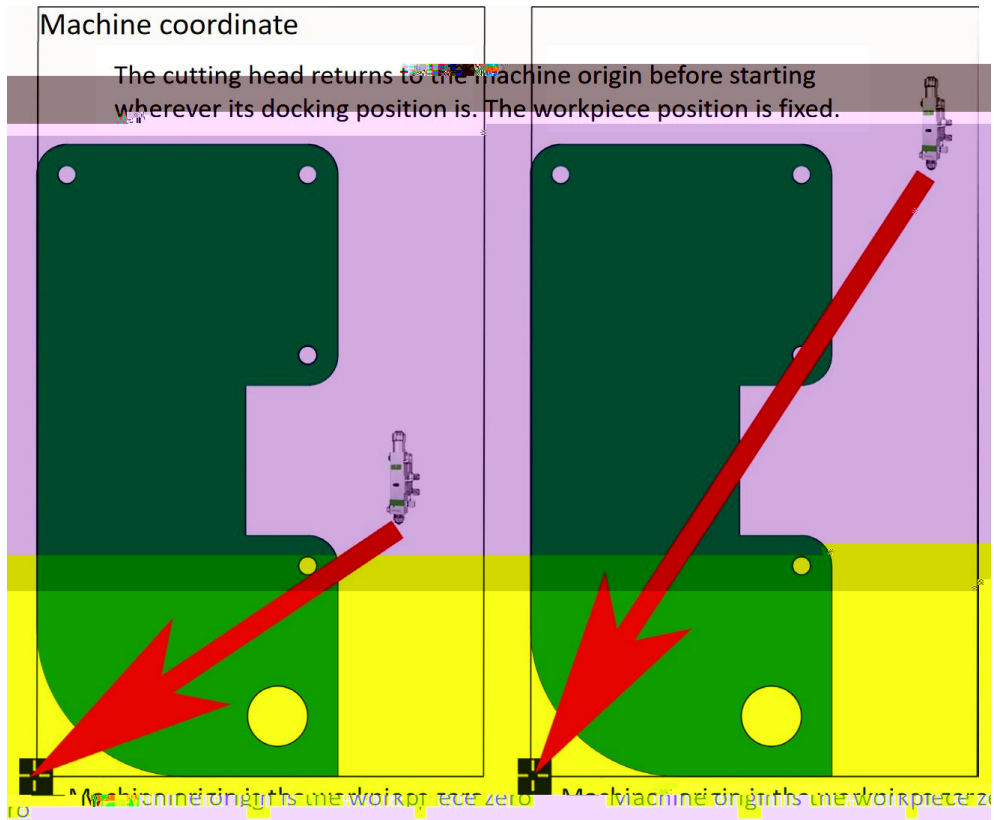 Machine coordinate
The cutting head returns to the machine origin before starting
wherever its docking position is. The workpiece position is fixed.
Machine origin is the workpiece zero
Machine origin is the workpiece